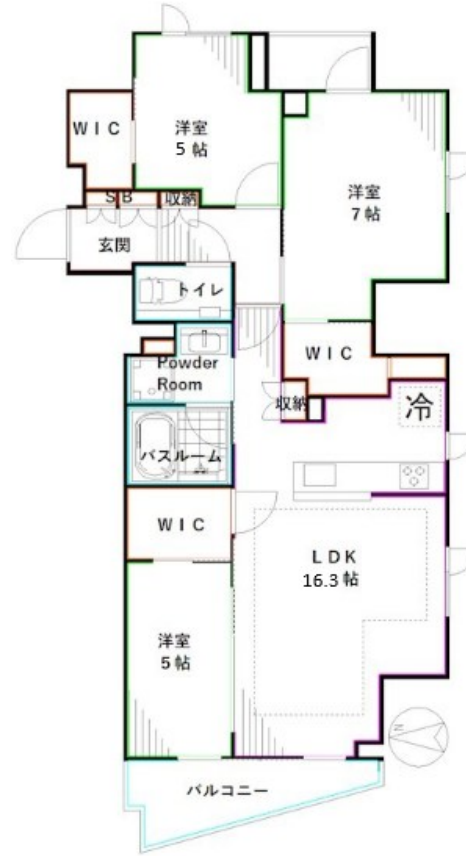 WIC
洋室
5 帖
洋室
7 帖
SB
収納
玄関
トイレ
WIC
Powder
Room
収納
冷
バスルーム
WIC
LDK
16.3 帖
洋室
5 帖
N
バルコニー